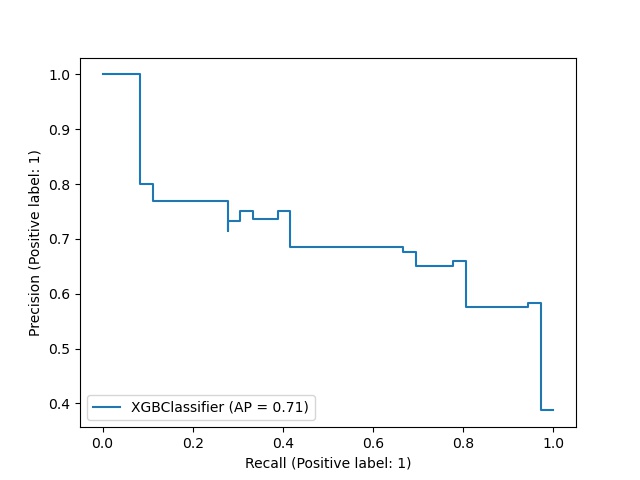 1.0
0.9
0.8
0.7
0.6
0.5
0.4
Precision (Positive label: 1)
XGBClassifier (AP = 0.71)
0.0 0.2 0.4 0.6 0.8 1.0
Recall (Positive label: 1)